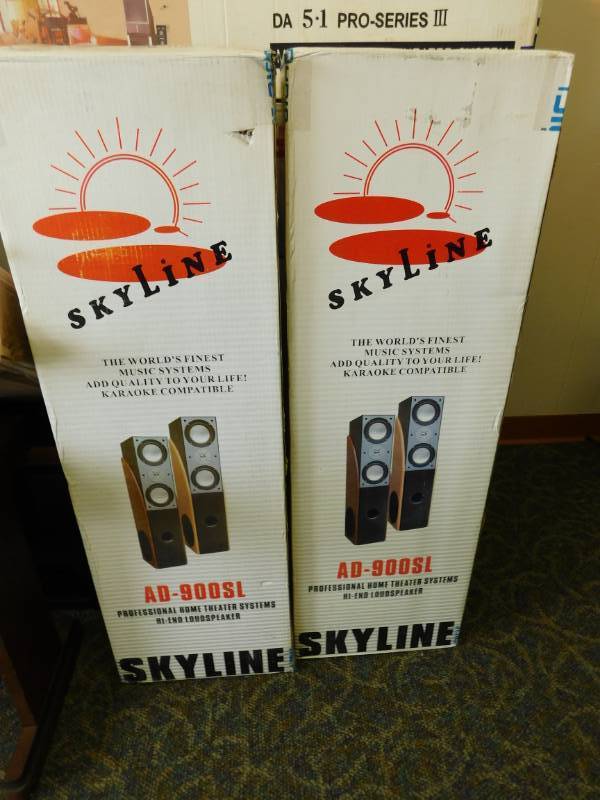 DA 5·1 PRO-SERIES III
SKYLiNE
THE WORLD'S FINEST
MUSIC SYSTEMS
ADD QUALITY TO YOUR LIFE!
KARAOKE COMPATIBLE
AD-900SL
PROFESSIONAL HOME THEATER SYSTEMS
HI-END LOUDSPEAKER
SKYLINE
SKYLiNE
THE WORLD'S FINEST
MUSIC SYSTEMS
ADD QUALITY TO YOUR LIFE!
KARAOKE COMPATIBLE
AD-900SL
PROFESSIONAL HOME THEATER SYSTEMS
HI-END LOUDSPEAKER
SKYLINE